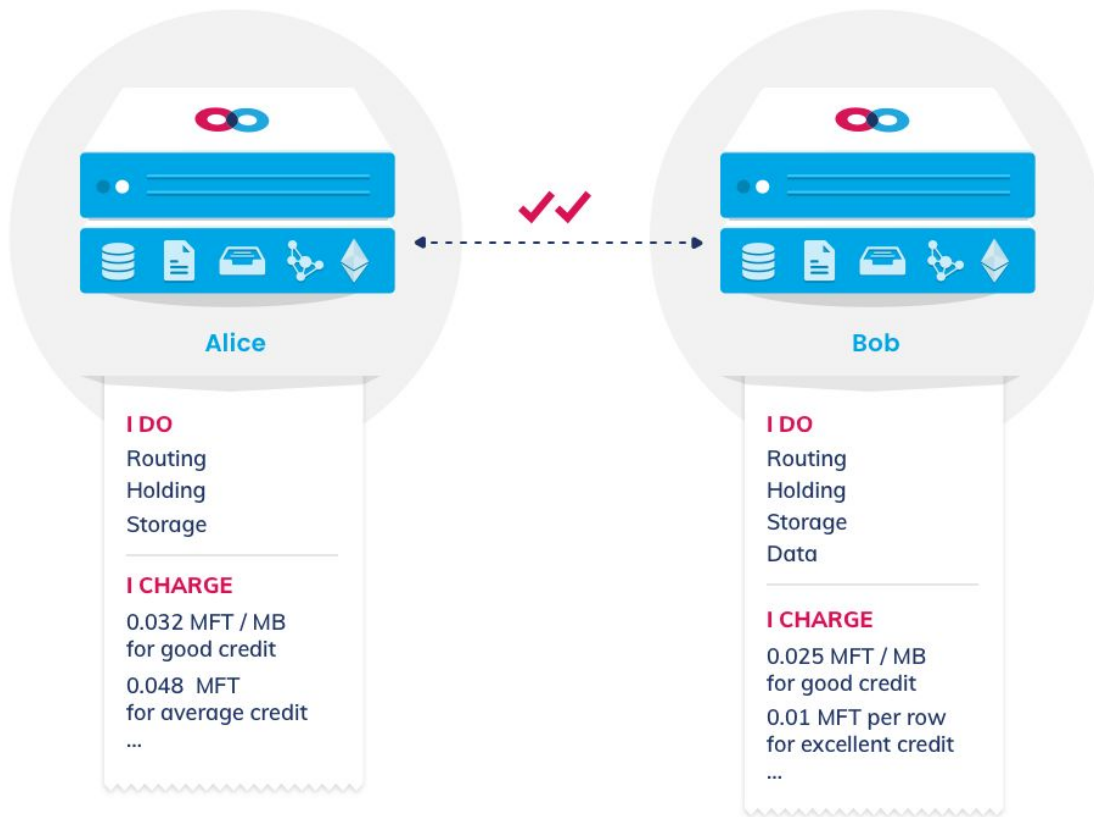 Alice
I DO
Routing
Holding
Storage
I CHARGE
0.032 MFT / MB
for good credit
0.048 MFT
for average credit
...
Bob
I DO
Routing
Holding
Storage
Data
I CHARGE
0.025 MFT / MB
for good credit
0.01 MFT per row
for excellent credit
...